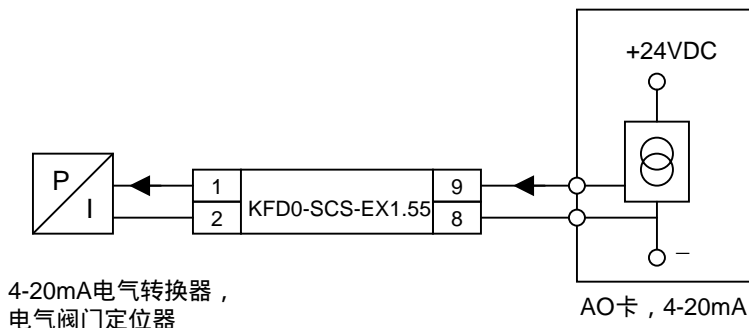 +24VDC
P
I
1
2
KFD0-SCS-EX1.55
9
8
−
4-20mA电气转换器，
电气阀门定位器
AO卡，4-20mA